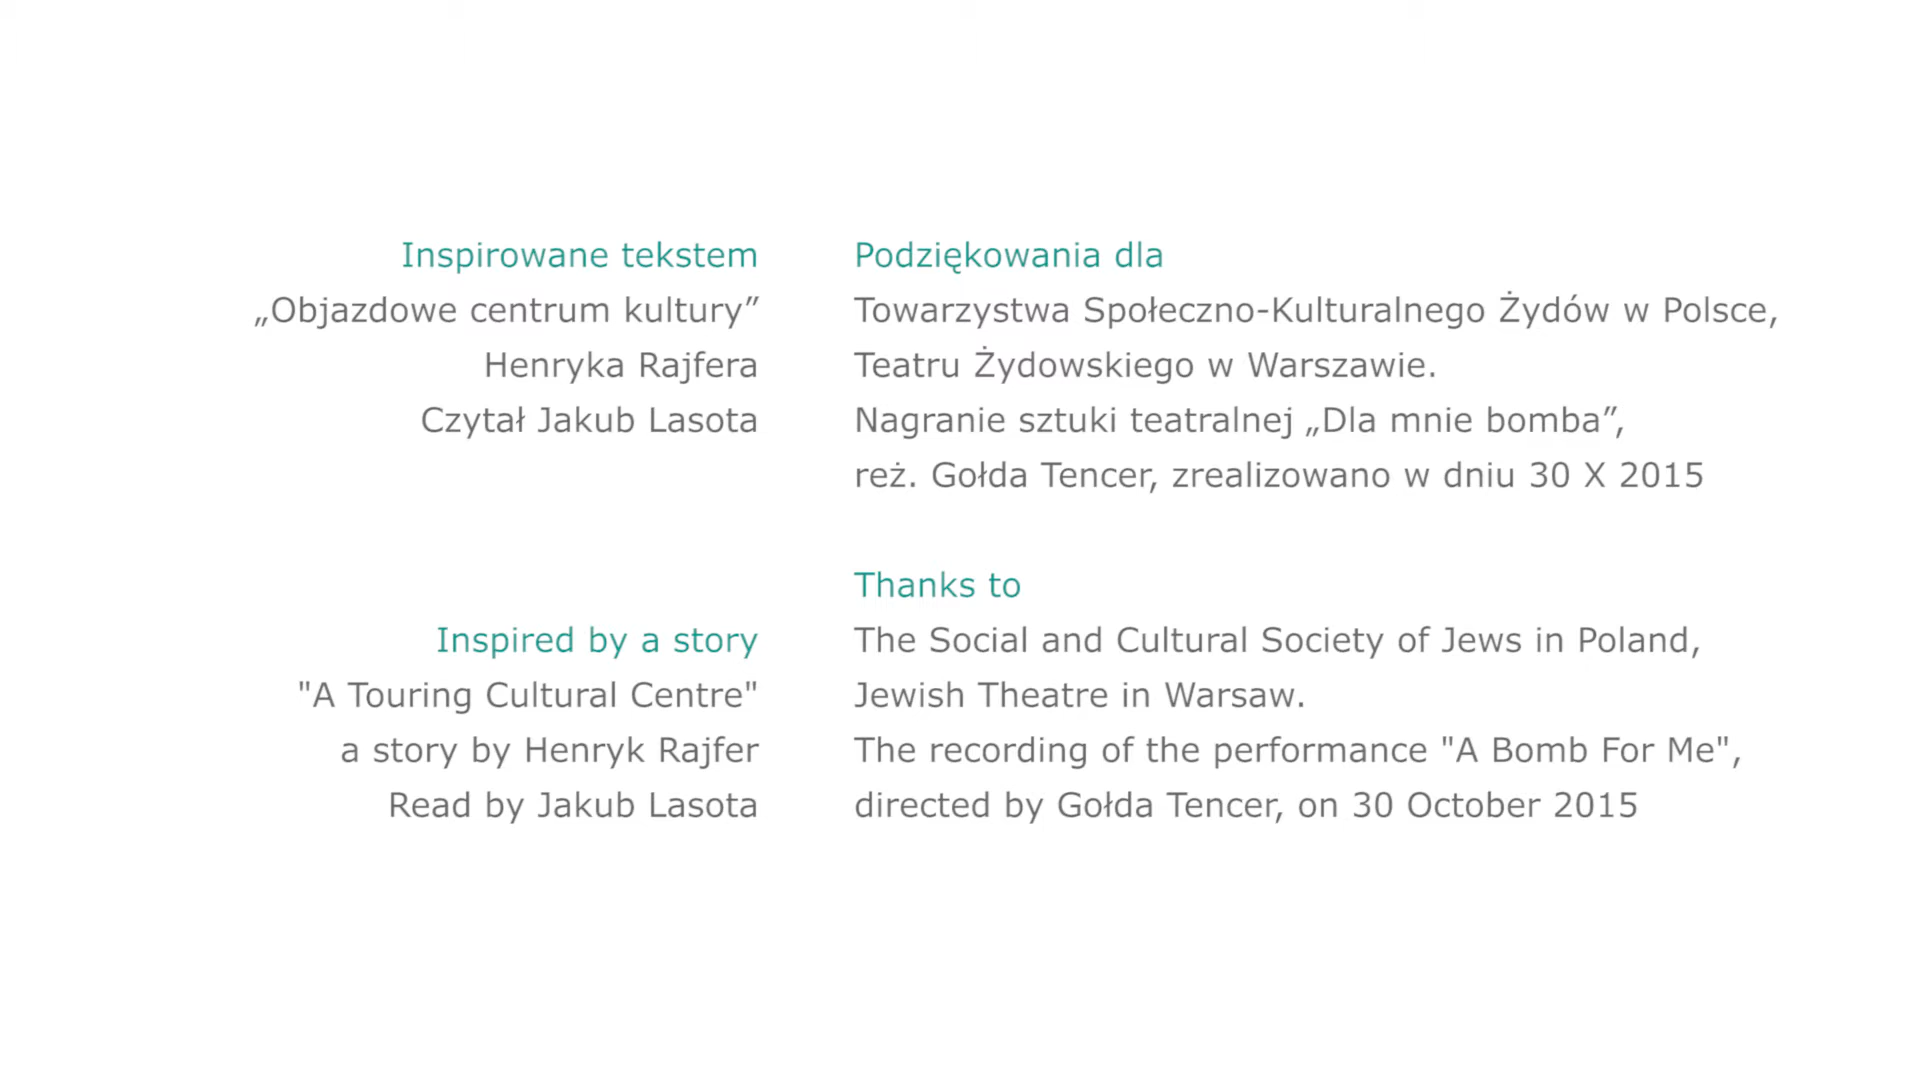 Inspirowane tekstem
„Objazdowe centrum kultury”
Henryka Rajfera
Czytał Jakub Lasota
Podziękowania dla
Towarzystwa Społeczno-Kulturalnego Żydów w Polsce,
Teatru Żydowskiego w Warszawie.
Nagranie sztuki teatralnej „Dla mnie bomba”,
reż. Gołda Tencer, zrealizowano w dniu 30 X 2015
Inspired by a story
"A Touring Cultural Centre"
a story by Henryk Rajfer
Read by Jakub Lasota
Thanks to
The Social and Cultural Society of Jews in Poland,
Jewish Theatre in Warsaw.
The recording of the performance "A Bomb For Me",
directed by Gołda Tencer, on 30 October 2015